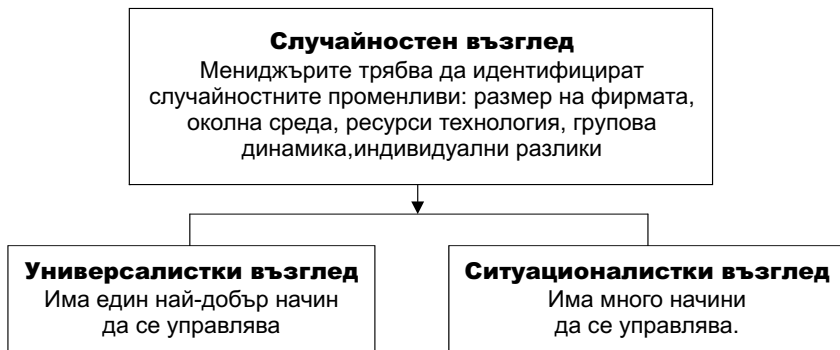 Случайностен възглед
Мениджърите трябва да идентифицират
случайностните променливи: размер на фирмата,
околна среда, ресурси технология, групова
динамика,индивидуални разлики
Универсалистки възглед
Има един най-добър начин
да се управлява
Ситуационалистки възглед
Има много начини
да се управлява.